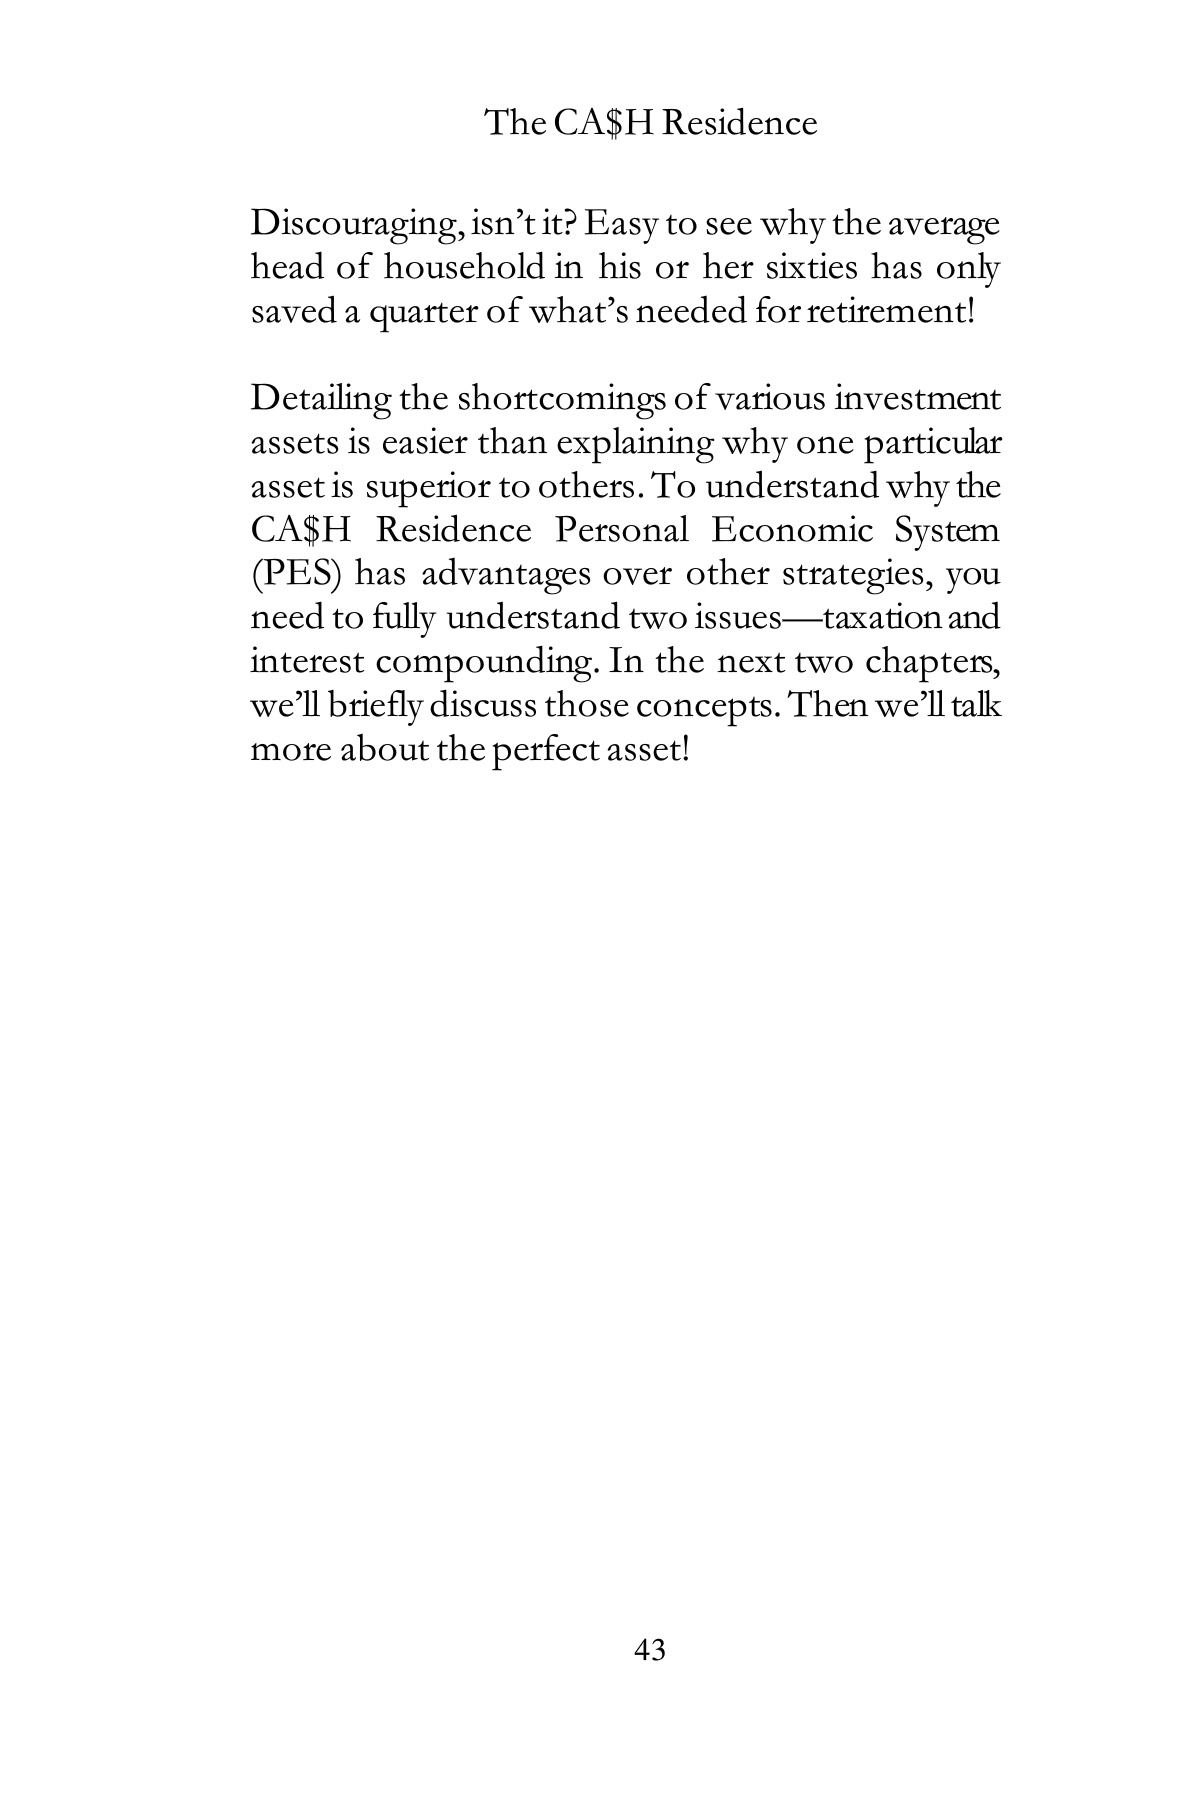 The CA$H Residence
Discouraging, isn’t it? Easy to see why the average
head of household in his or her sixties has only
saved a quarter of what’s needed for retirement!
Detailing the shortcomings of various investment
assets is easier than explaining why one particular
asset is superior to others. To understand why the
CA$H Residence Personal Economic System
(PES) has advantages over other strategies, you
need to fully understand two issues—taxation and
interest compounding. In the next two chapters,
we’ll briefly discuss those concepts. Then we’ll talk
more about the perfect asset!
43